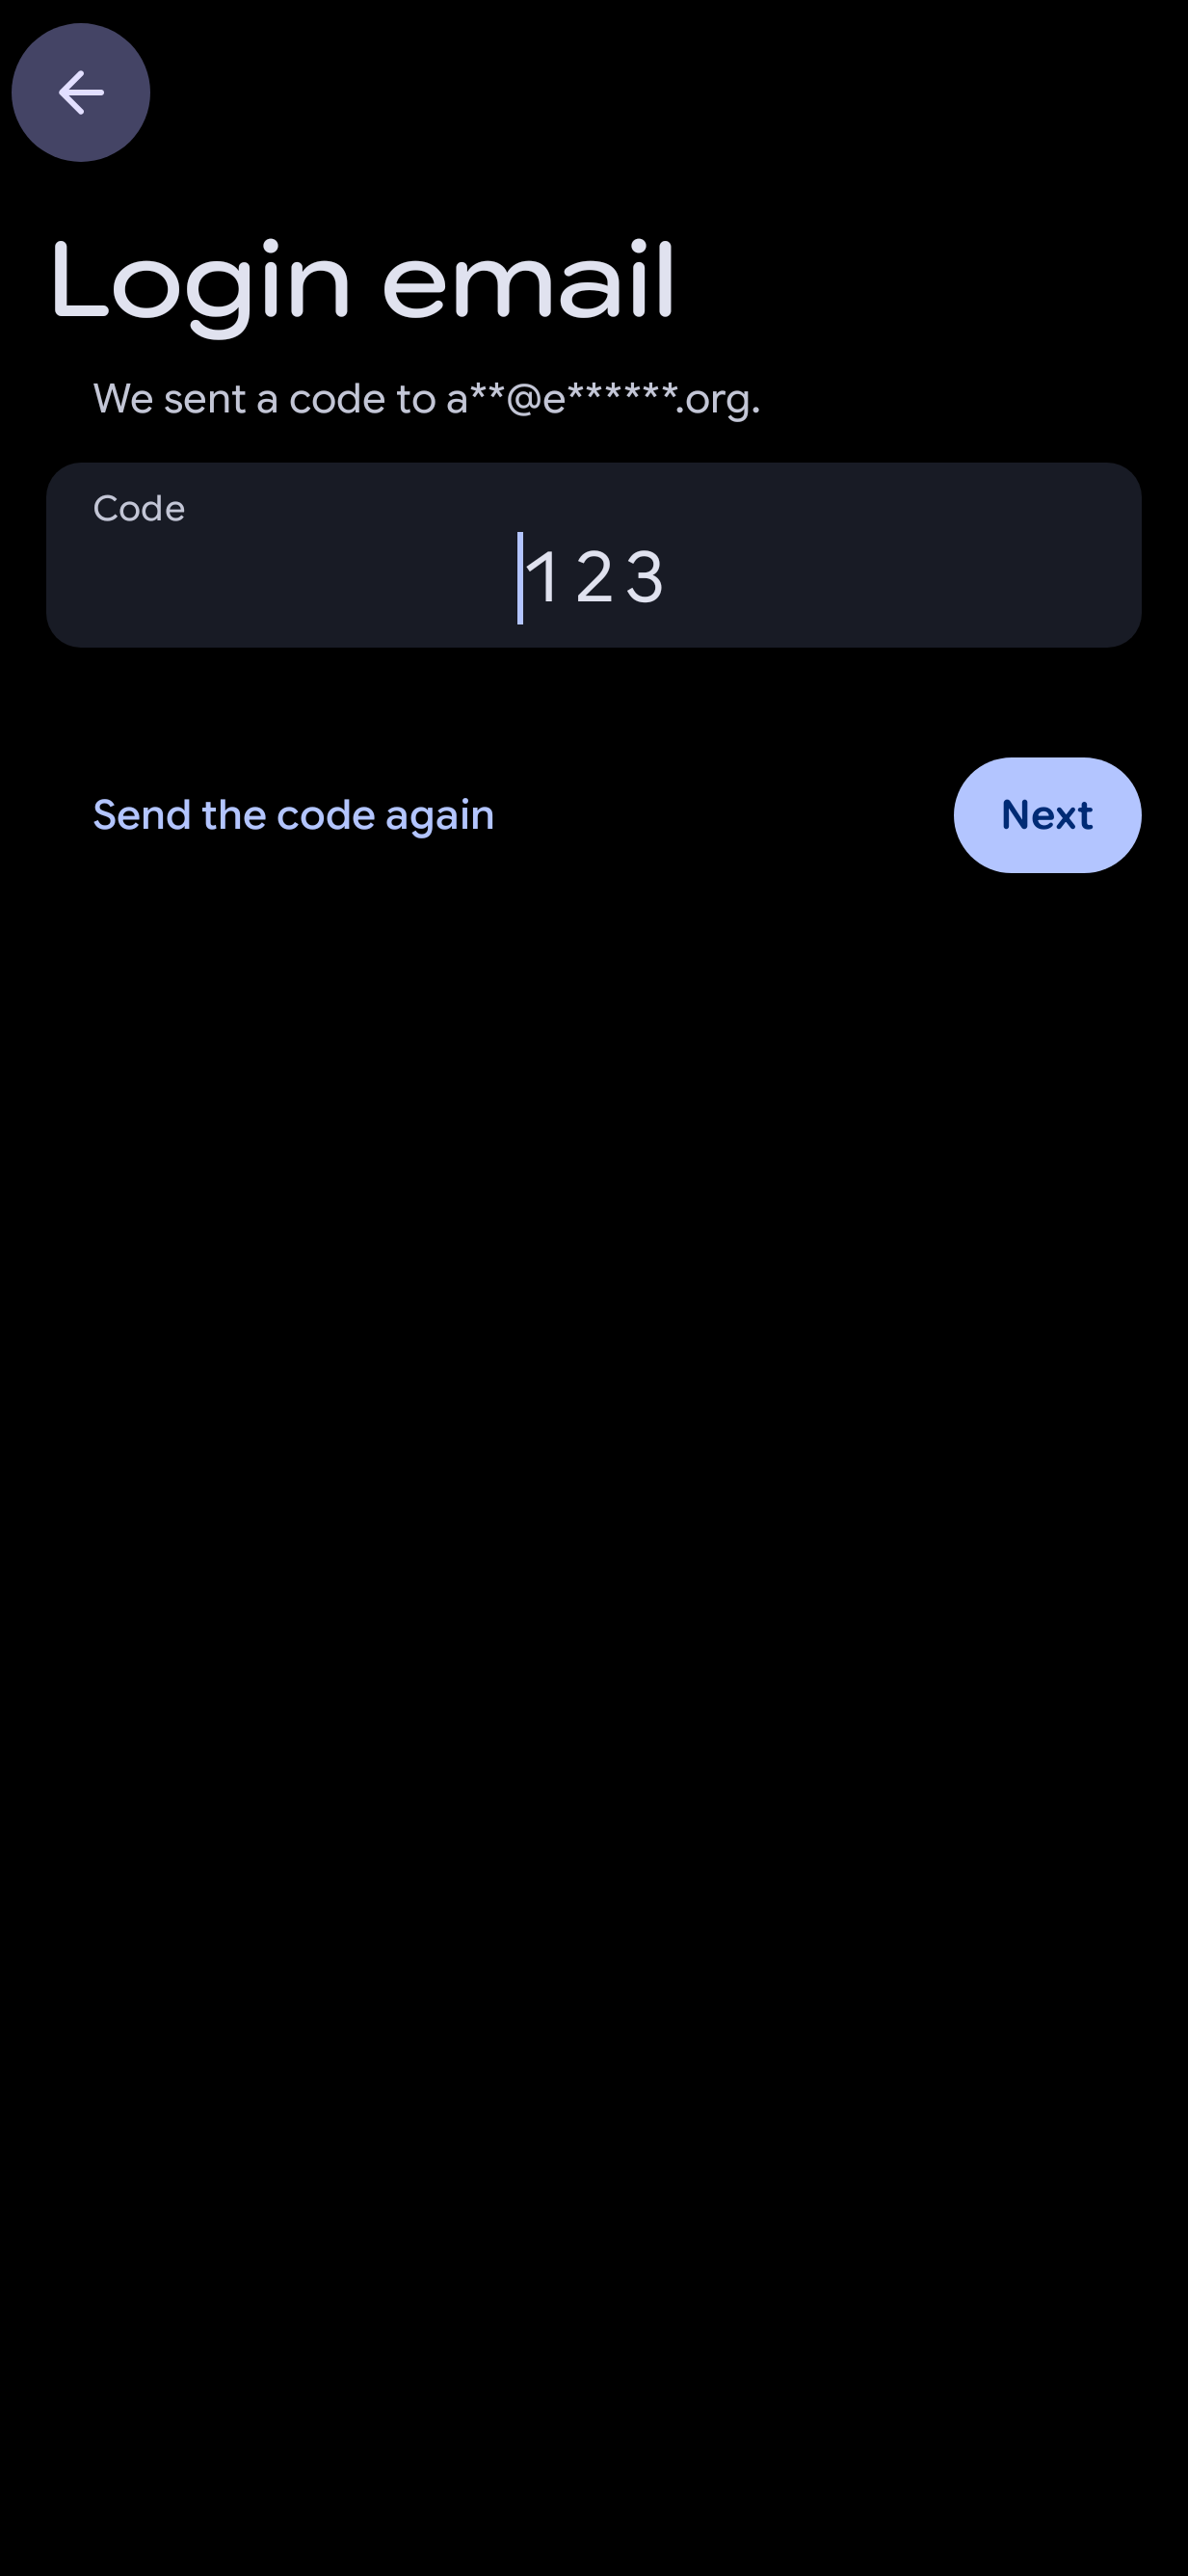 Login email
We sent a code to a**@e******.org.
Code
123
Send the code again
Next